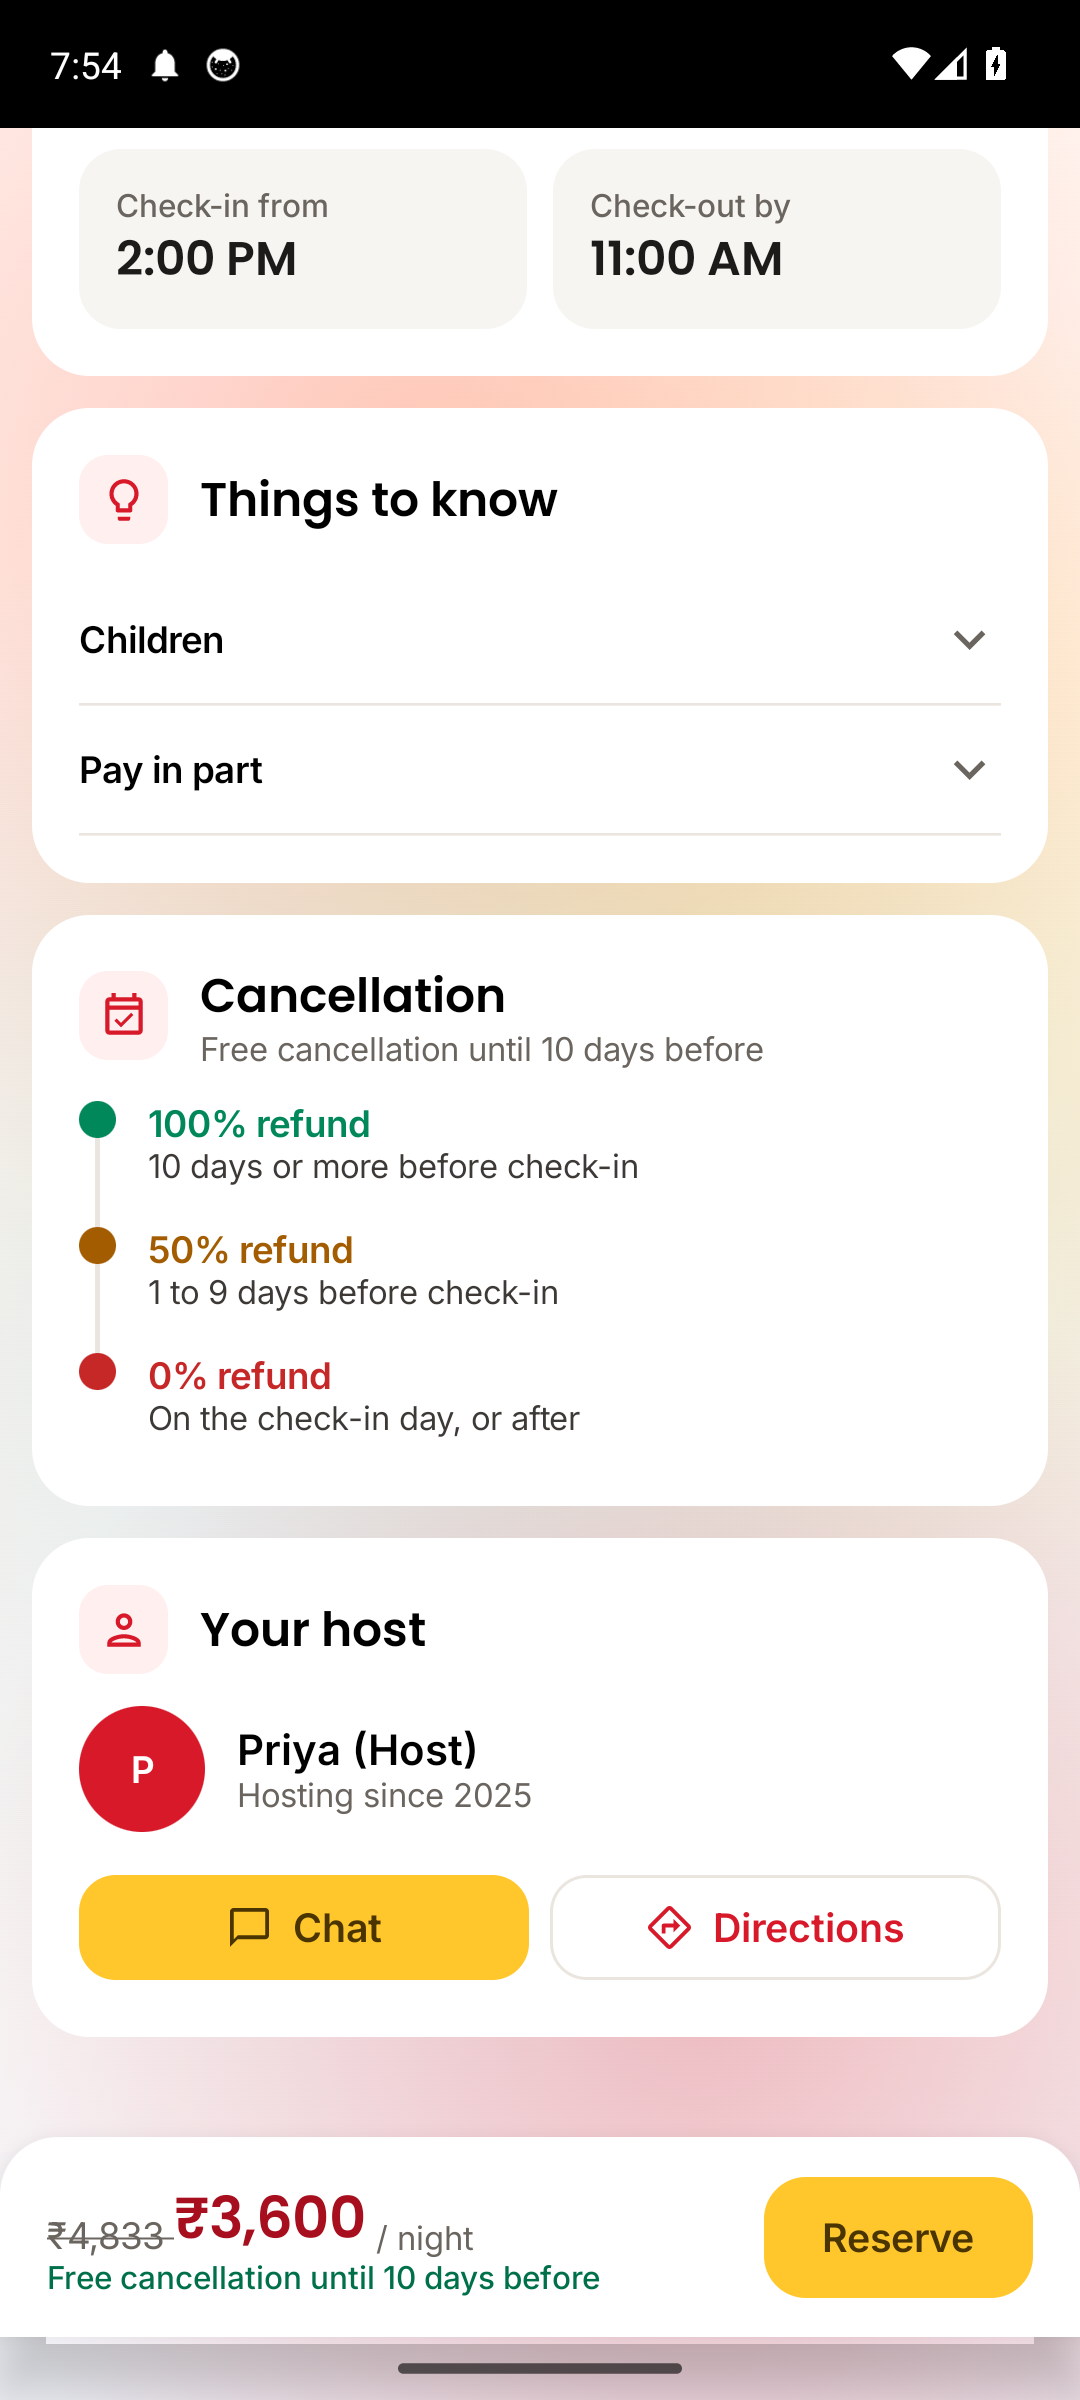 7:54
Check-in from
2:00 PM
Check-out by
11:00 AM
Things to know
Children
Pay in part
Cancellation
Free cancellation until 10 days before
100% refund
10 days or more before check-in
50% refund
1 to 9 days before check-in
0% refund
On the check-in day, or after
Your host
P
Priya (Host)
Hosting since 2025
Chat
Directions
₹4,833 ₹3,600 / night
Free cancellation until 10 days before
Reserve